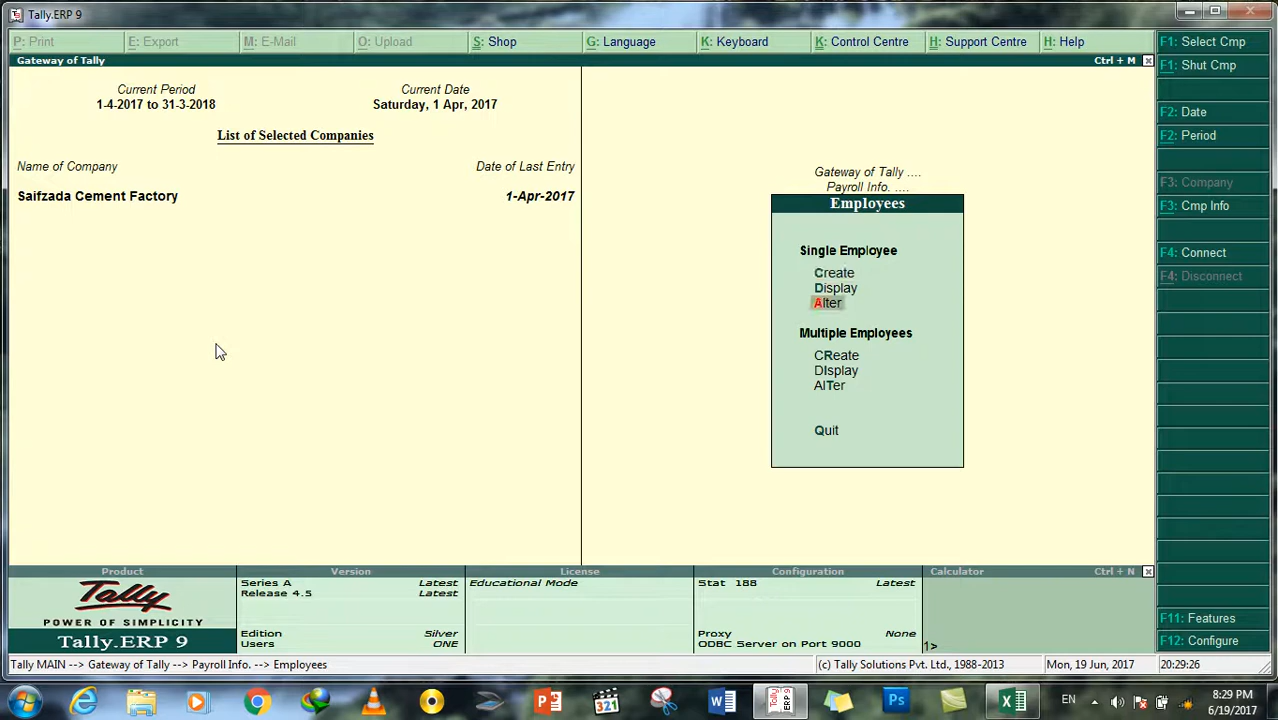 Tally.ERP 9
P: Print
E: Export
M: E-Mail
O: Upload
S: Shop
G: Language
K: Keyboard
K: Control Centre
H: Support Centre
H: Help
Gateway of Tally
Ctrl + M
Current Period
1-4-2017 to 31-3-2018
Current Date
Saturday, 1 Apr, 2017
List of Selected Companies
Name of Company
Date of Last Entry
Saifzada Cement Factory
1-Apr-2017
Gateway of Tally ....
Payroll Info. ....
Employees
Single Employee
Create
Display
Alter
Multiple Employees
CReate
DIsplay
AlTer
Quit
F1: Select Cmp
F1: Shut Cmp
F2: Date
F2: Period
F3: Company
F3: Cmp Info
F4: Connect
F4: Disconnect
F11: Features
F12: Configure
Product
Tally
POWER OF SIMPLICITY
Tally.ERP 9
Version
Series A Latest
Release 4.5 Latest
Edition Silver
Users ONE
License
Educational Mode
Configuration
Stat 188 Latest
Proxy None
ODBC Server on Port 9000
Calculator
Ctrl + N
1>
Tally MAIN --> Gateway of Tally --> Payroll Info. --> Employees
(c) Tally Solutions Pvt. Ltd., 1988-2013
Mon, 19 Jun, 2017
20:29:26
321
EN
8:29 PM
6/19/2017